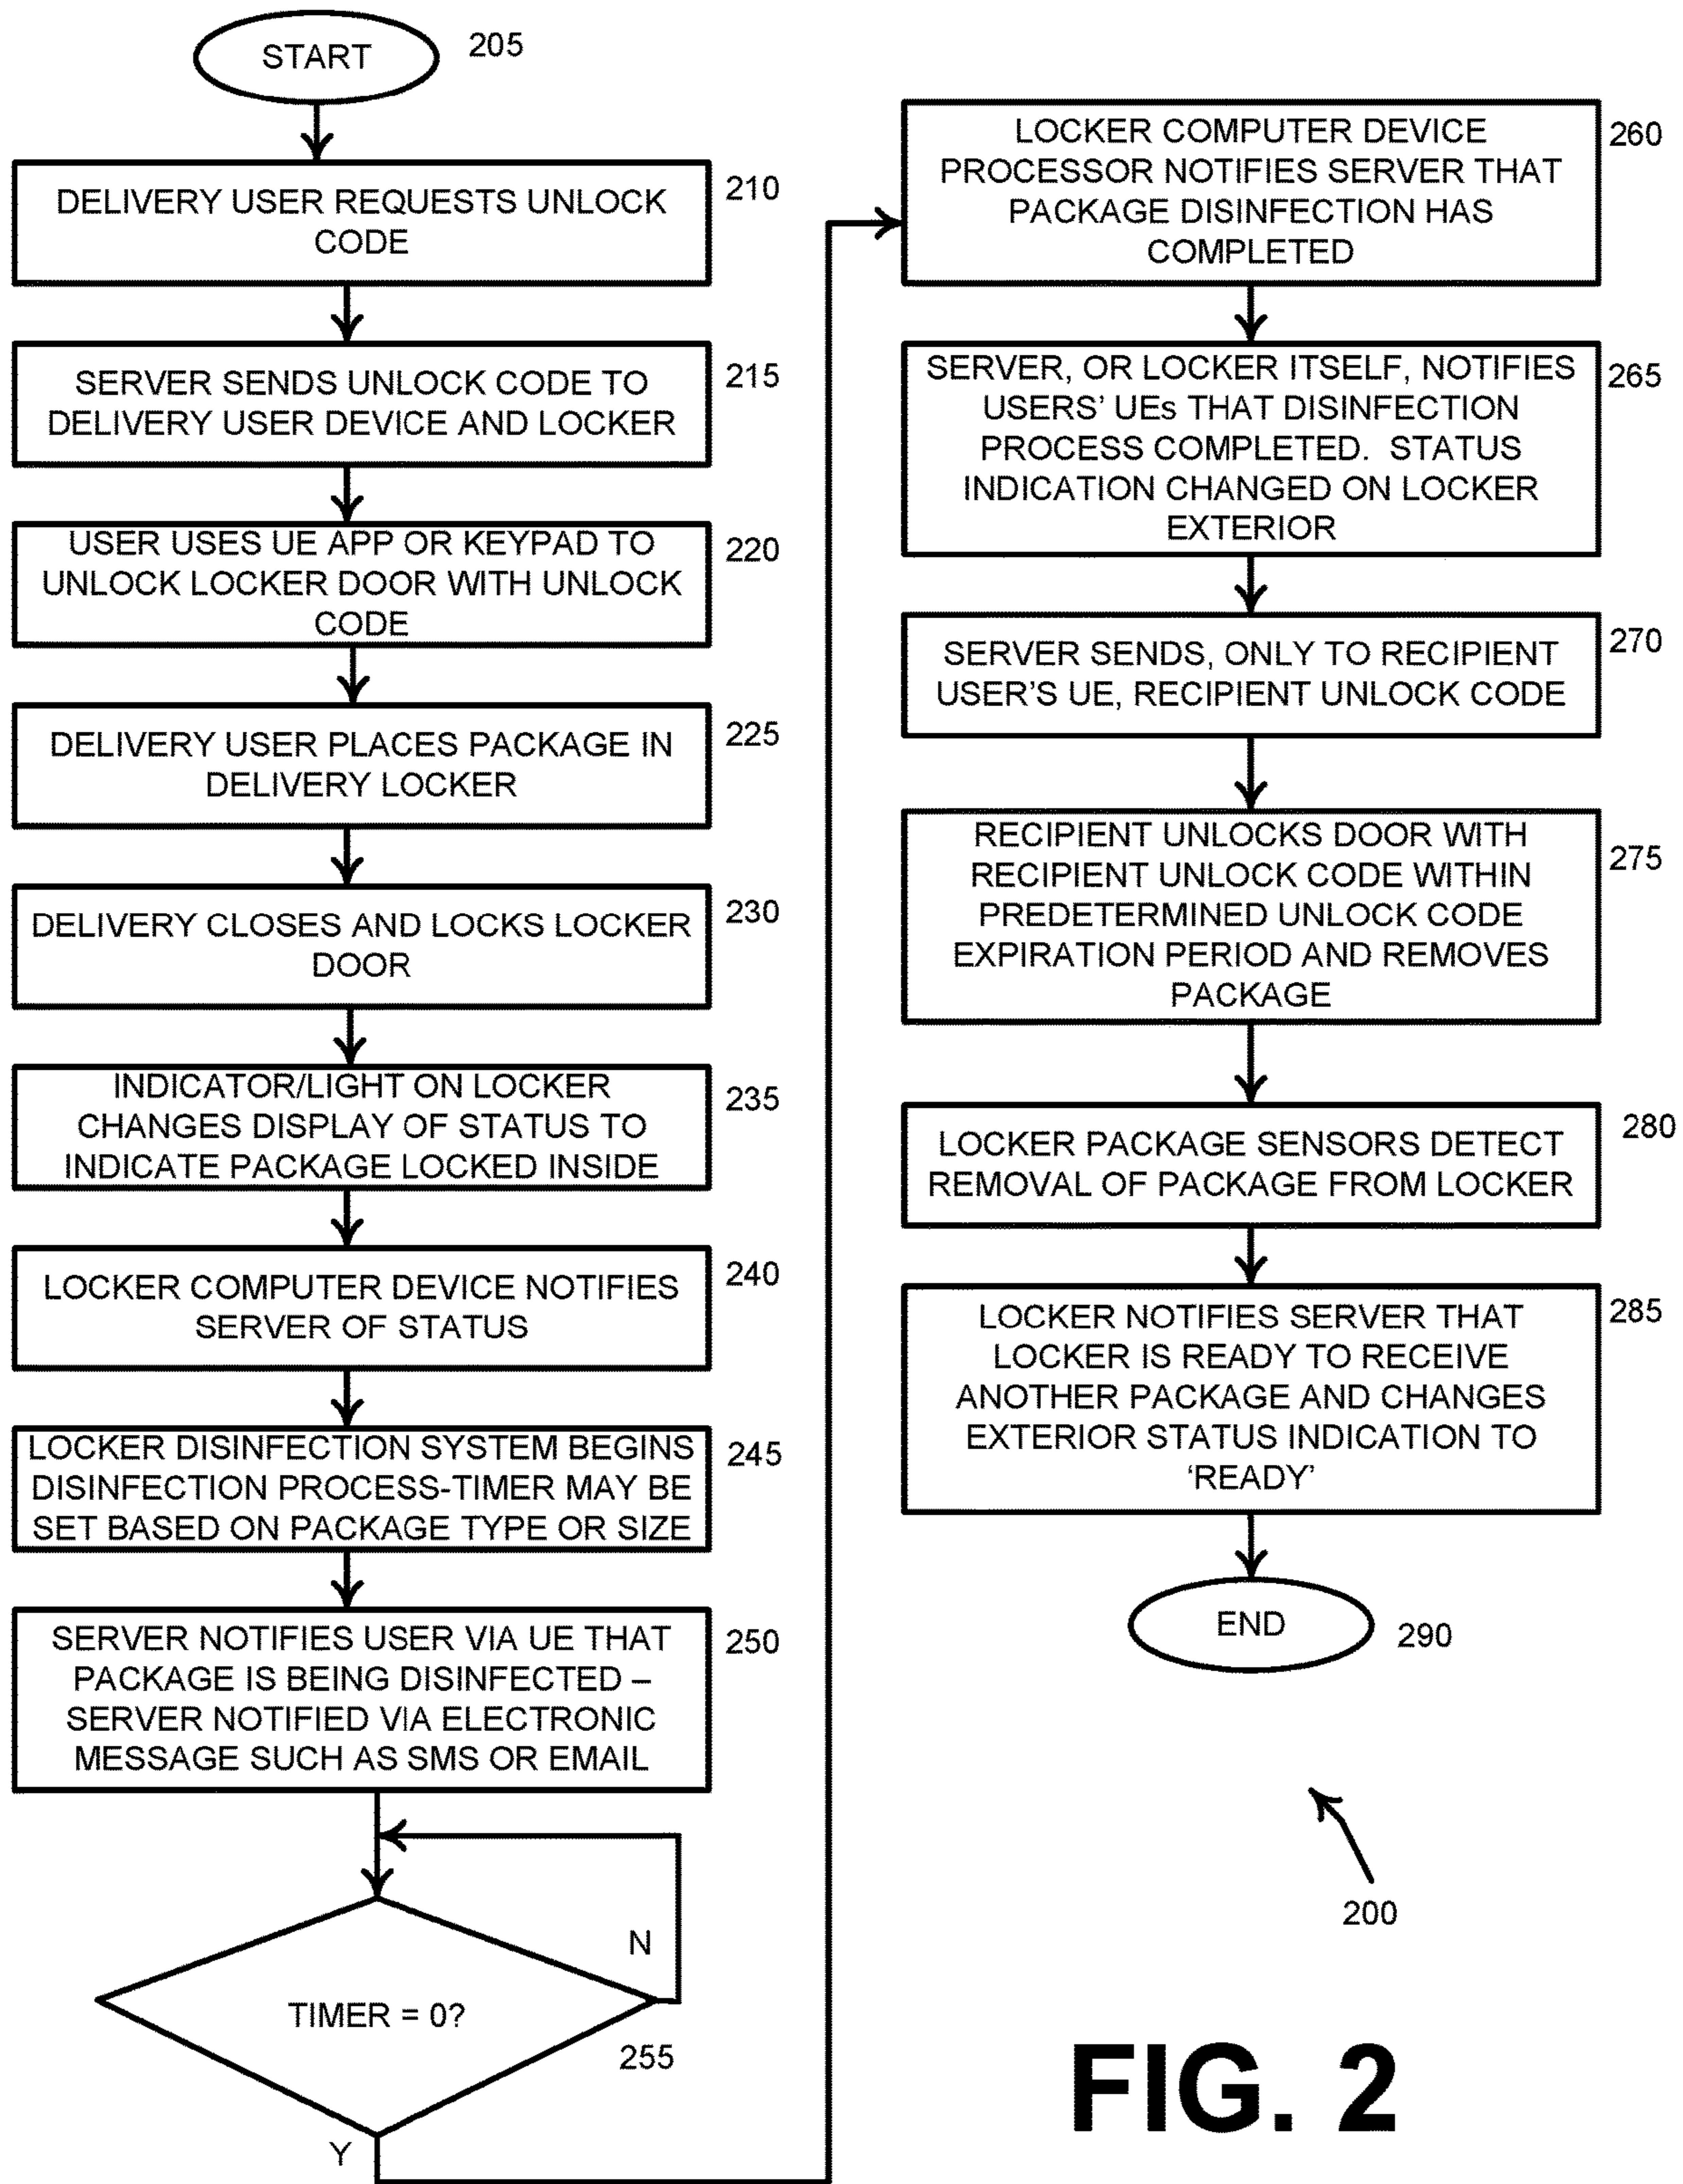 START
205
DELIVERY USER REQUESTS UNLOCK
CODE
210
SERVER SENDS UNLOCK CODE TO
DELIVERY USER DEVICE AND LOCKER
215
USER USES UE APP OR KEYPAD TO
UNLOCK LOCKER DOOR WITH UNLOCK
CODE
220
DELIVERY USER PLACES PACKAGE IN
DELIVERY LOCKER
225
DELIVERY CLOSES AND LOCKS LOCKER
DOOR
230
INDICATOR/LIGHT ON LOCKER
CHANGES DISPLAY OF STATUS TO
INDICATE PACKAGE LOCKED INSIDE
235
LOCKER COMPUTER DEVICE NOTIFIES
SERVER OF STATUS
240
LOCKER DISINFECTION SYSTEM BEGINS
DISINFECTION PROCESS-TIMER MAY BE
SET BASED ON PACKAGE TYPE OR SIZE
245
SERVER NOTIFIES USER VIA UE THAT
PACKAGE IS BEING DISINFECTED –
SERVER NOTIFIED VIA ELECTRONIC
MESSAGE SUCH AS SMS OR EMAIL
250
N
TIMER = 0?
255
Y
LOCKER COMPUTER DEVICE
PROCESSOR NOTIFIES SERVER THAT
PACKAGE DISINFECTION HAS
COMPLETED
260
SERVER, OR LOCKER ITSELF, NOTIFIES
USERS’ UEs THAT DISINFECTION
PROCESS COMPLETED.  STATUS
INDICATION CHANGED ON LOCKER
EXTERIOR
265
SERVER SENDS, ONLY TO RECIPIENT
USER’S UE, RECIPIENT UNLOCK CODE
270
RECIPIENT UNLOCKS DOOR WITH
RECIPIENT UNLOCK CODE WITHIN
PREDETERMINED UNLOCK CODE
EXPIRATION PERIOD AND REMOVES
PACKAGE
275
LOCKER PACKAGE SENSORS DETECT
REMOVAL OF PACKAGE FROM LOCKER
280
LOCKER NOTIFIES SERVER THAT
LOCKER IS READY TO RECEIVE
ANOTHER PACKAGE AND CHANGES
EXTERIOR STATUS INDICATION TO
‘READY’
285
END
290
200
FIG. 2